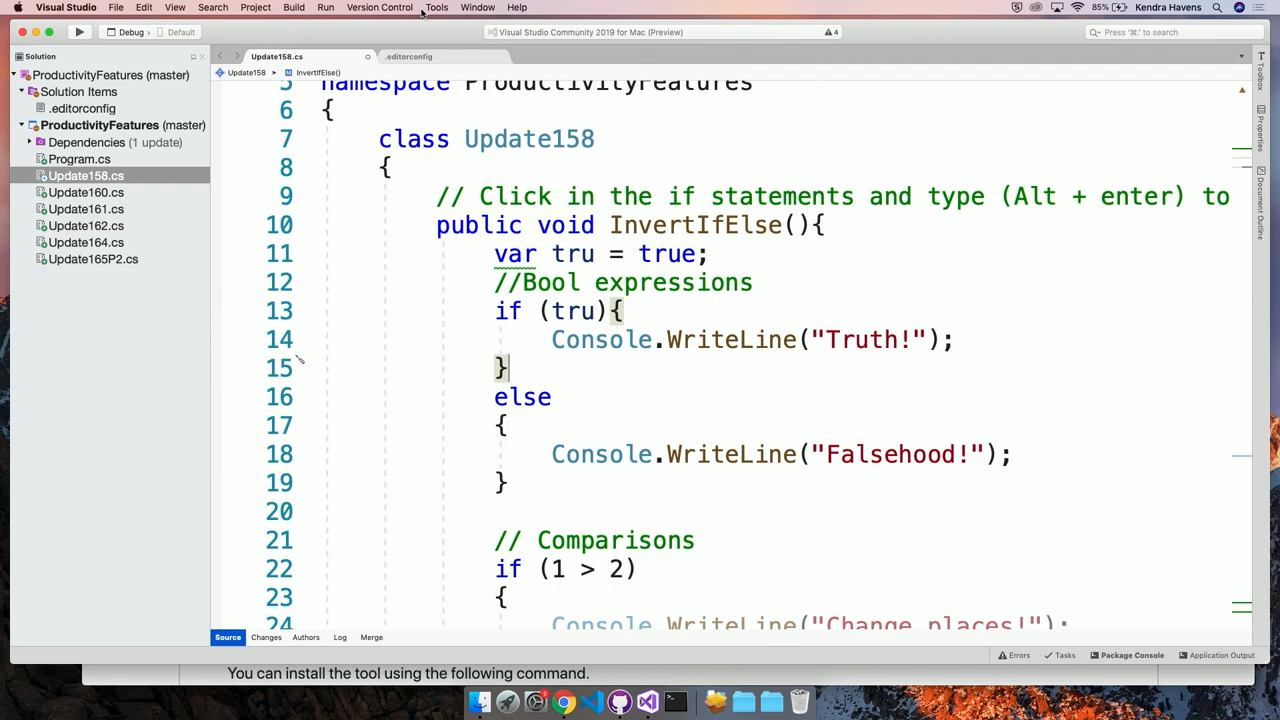 Visual Studio File Edit View Search Project Build Run Version Control Tools Window Help 85% Kendra Havens
Debug Default Visual Studio Community 2019 for Mac (Preview) 4 Press '⌘.' to search
Solution Update158.cs .editorconfig
Update158 InvertIfElse()
ProductivityFeatures (master)
Solution Items
.editorconfig
ProductivityFeatures (master)
Dependencies (1 update)
Program.cs
Update158.cs
Update160.cs
Update161.cs
Update162.cs
Update164.cs
Update165P2.cs
5 namespace ProductivityFeatures
6 {
7 class Update158
8 {
9 // Click in the if statements and type (Alt + enter) to
10 public void InvertIfElse(){
11 var tru = true;
12 //Bool expressions
13 if (tru){
14 Console.WriteLine("Truth!");
15 }
16 else
17 {
18 Console.WriteLine("Falsehood!");
19 }
20
21 // Comparisons
22 if (1 > 2)
23 {
24 Console.WriteLine("Change places!");
Toolbox
Properties
Document Outline
Source Changes Authors Log Merge
Errors Tasks Package Console Application Output
You can install the tool using the following command.